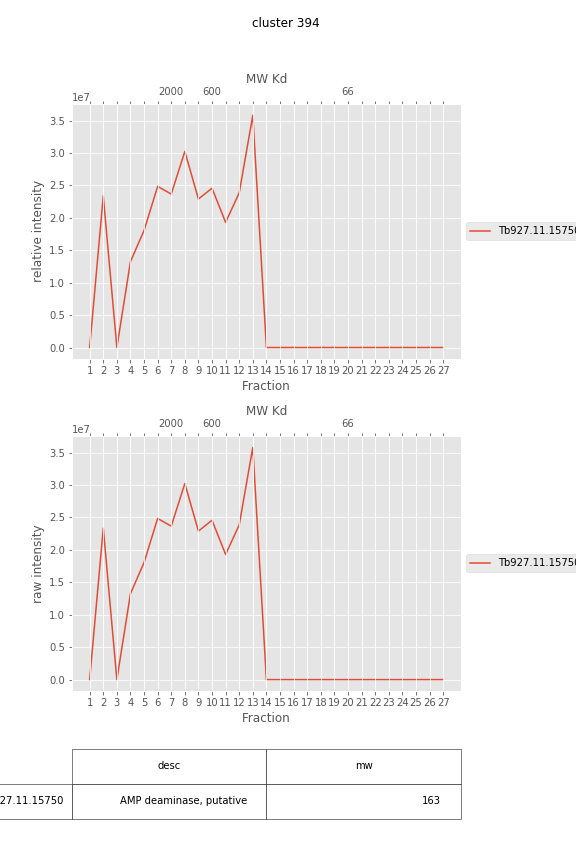 cluster 394
MW Kd
2000 600 66
1e7
3.5
3.0
2.5
2.0
1.5
1.0
0.5
0.0
relative intensity
Tb927.11.15750
1 2 3 4 5 6 7 8 9 10 11 12 13 14 15 16 17 18 19 20 21 22 23 24 25 26 27
Fraction
MW Kd
2000 600 66
1e7
3.5
3.0
2.5
2.0
1.5
1.0
0.5
0.0
raw intensity
Tb927.11.15750
1 2 3 4 5 6 7 8 9 10 11 12 13 14 15 16 17 18 19 20 21 22 23 24 25 26 27
Fraction
desc mw
27.11.15750 AMP deaminase, putative 163